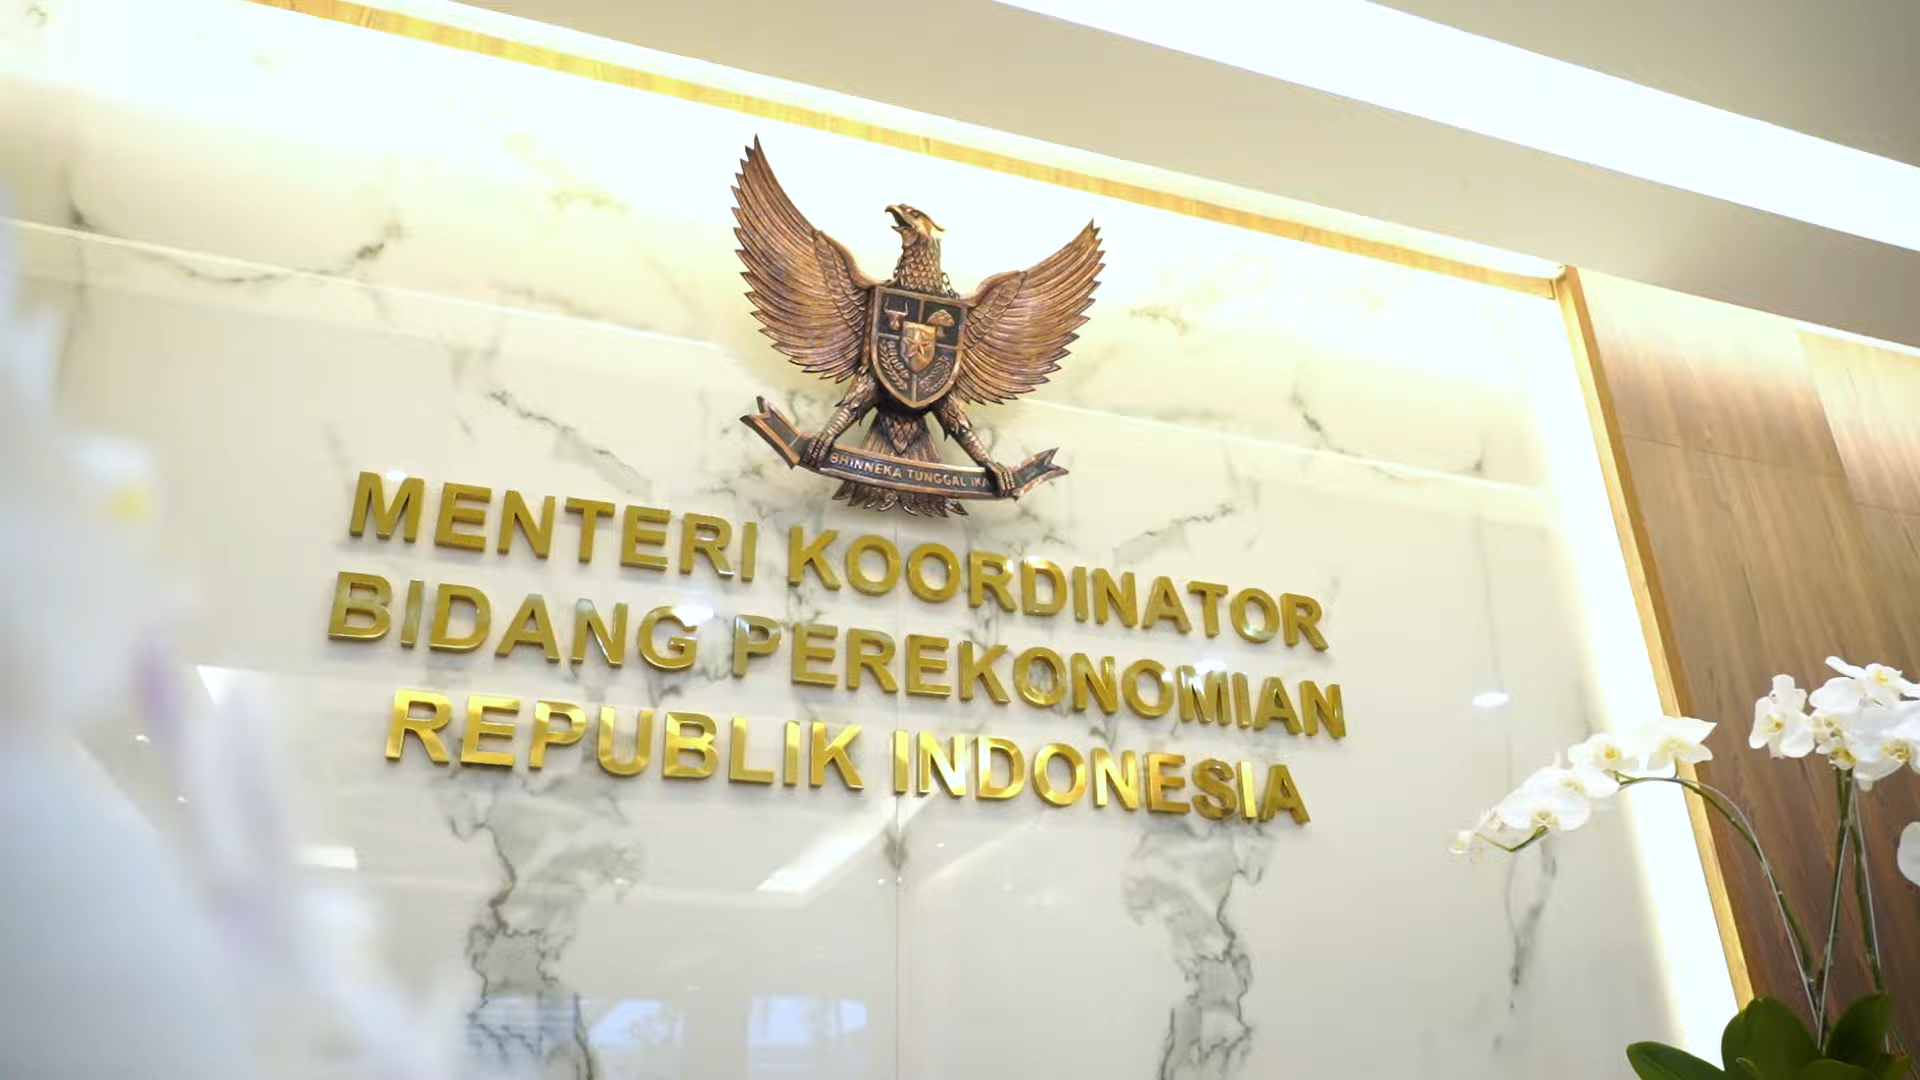 BHINNEKA TUNGGAL IKA
MENTERI KOORDINATOR
BIDANG PEREKONOMIAN
REPUBLIK INDONESIA